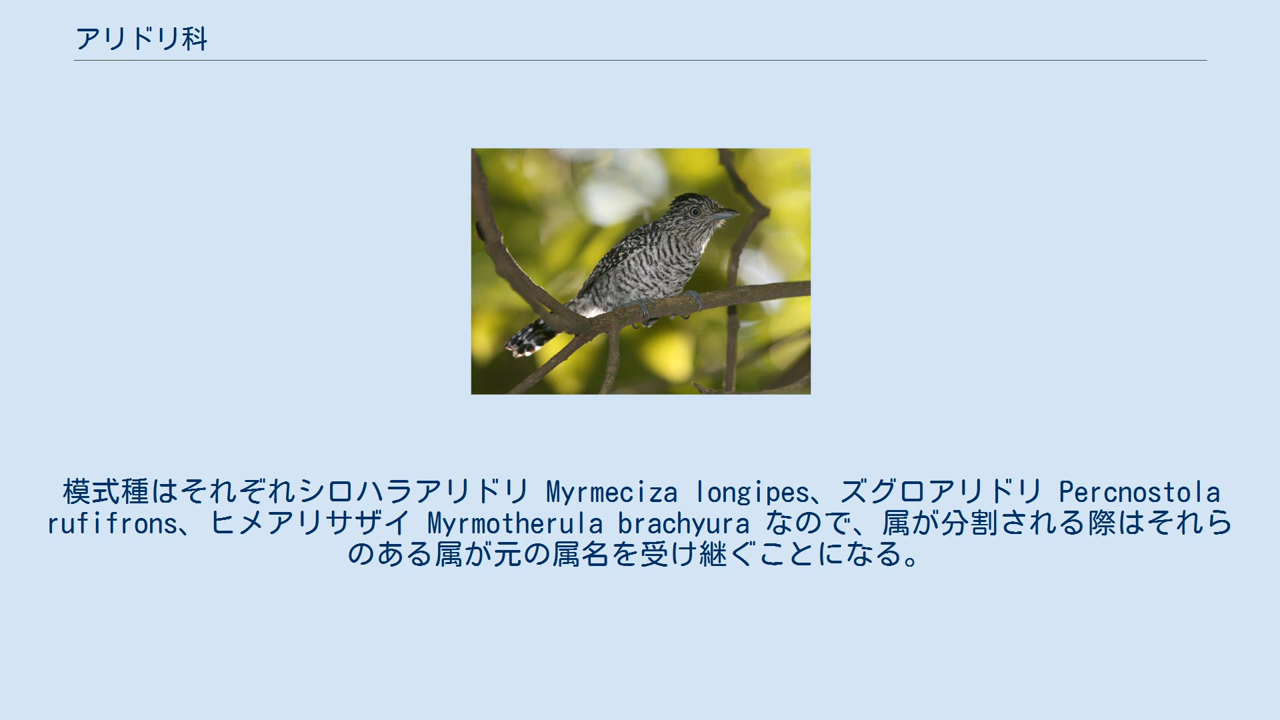 アリドリ科
模式種はそれぞれシロハラアリドリ Myrmeciza longipes、ズグロアリドリ Percnostola
rufifrons、ヒメアリサザイ Myrmotherula brachyura なので、属が分割される際はそれら
のある属が元の属名を受け継ぐことになる。